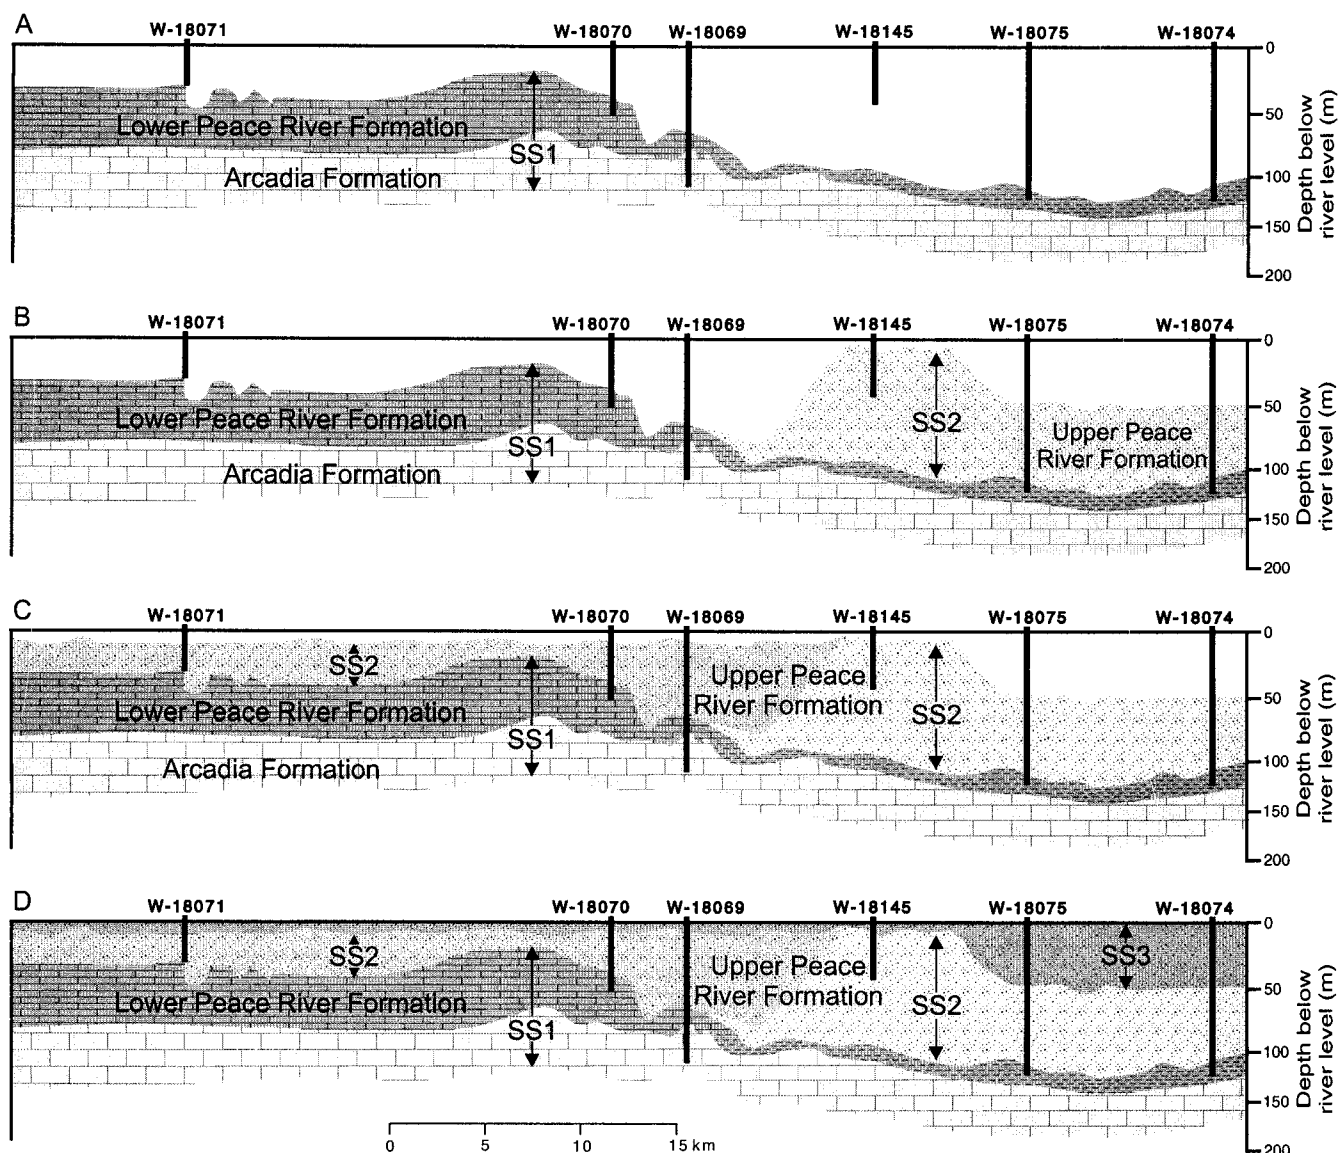 A
W-18071 W-18070 W-18069 W-18145 W-18075 W-18074
0
50
100
150
200
Depth below
river level (m)
Lower Peace River Formation
SS1
Arcadia Formation
B
W-18071 W-18070 W-18069 W-18145 W-18075 W-18074
0
50
100
150
200
Depth below
river level (m)
Lower Peace River Formation
SS1
SS2
Upper Peace
River Formation
Arcadia Formation
C
W-18071 W-18070 W-18069 W-18145 W-18075 W-18074
0
50
100
150
200
Depth below
river level (m)
SS2
Upper Peace
River Formation
SS2
Lower Peace River Formation
SS1
Arcadia Formation
D
W-18071 W-18070 W-18069 W-18145 W-18075 W-18074
0
50
100
150
200
Depth below
river level (m)
SS2
SS3
Upper Peace
River Formation
SS2
Lower Peace River Formation
SS1
0 5 10 15 km